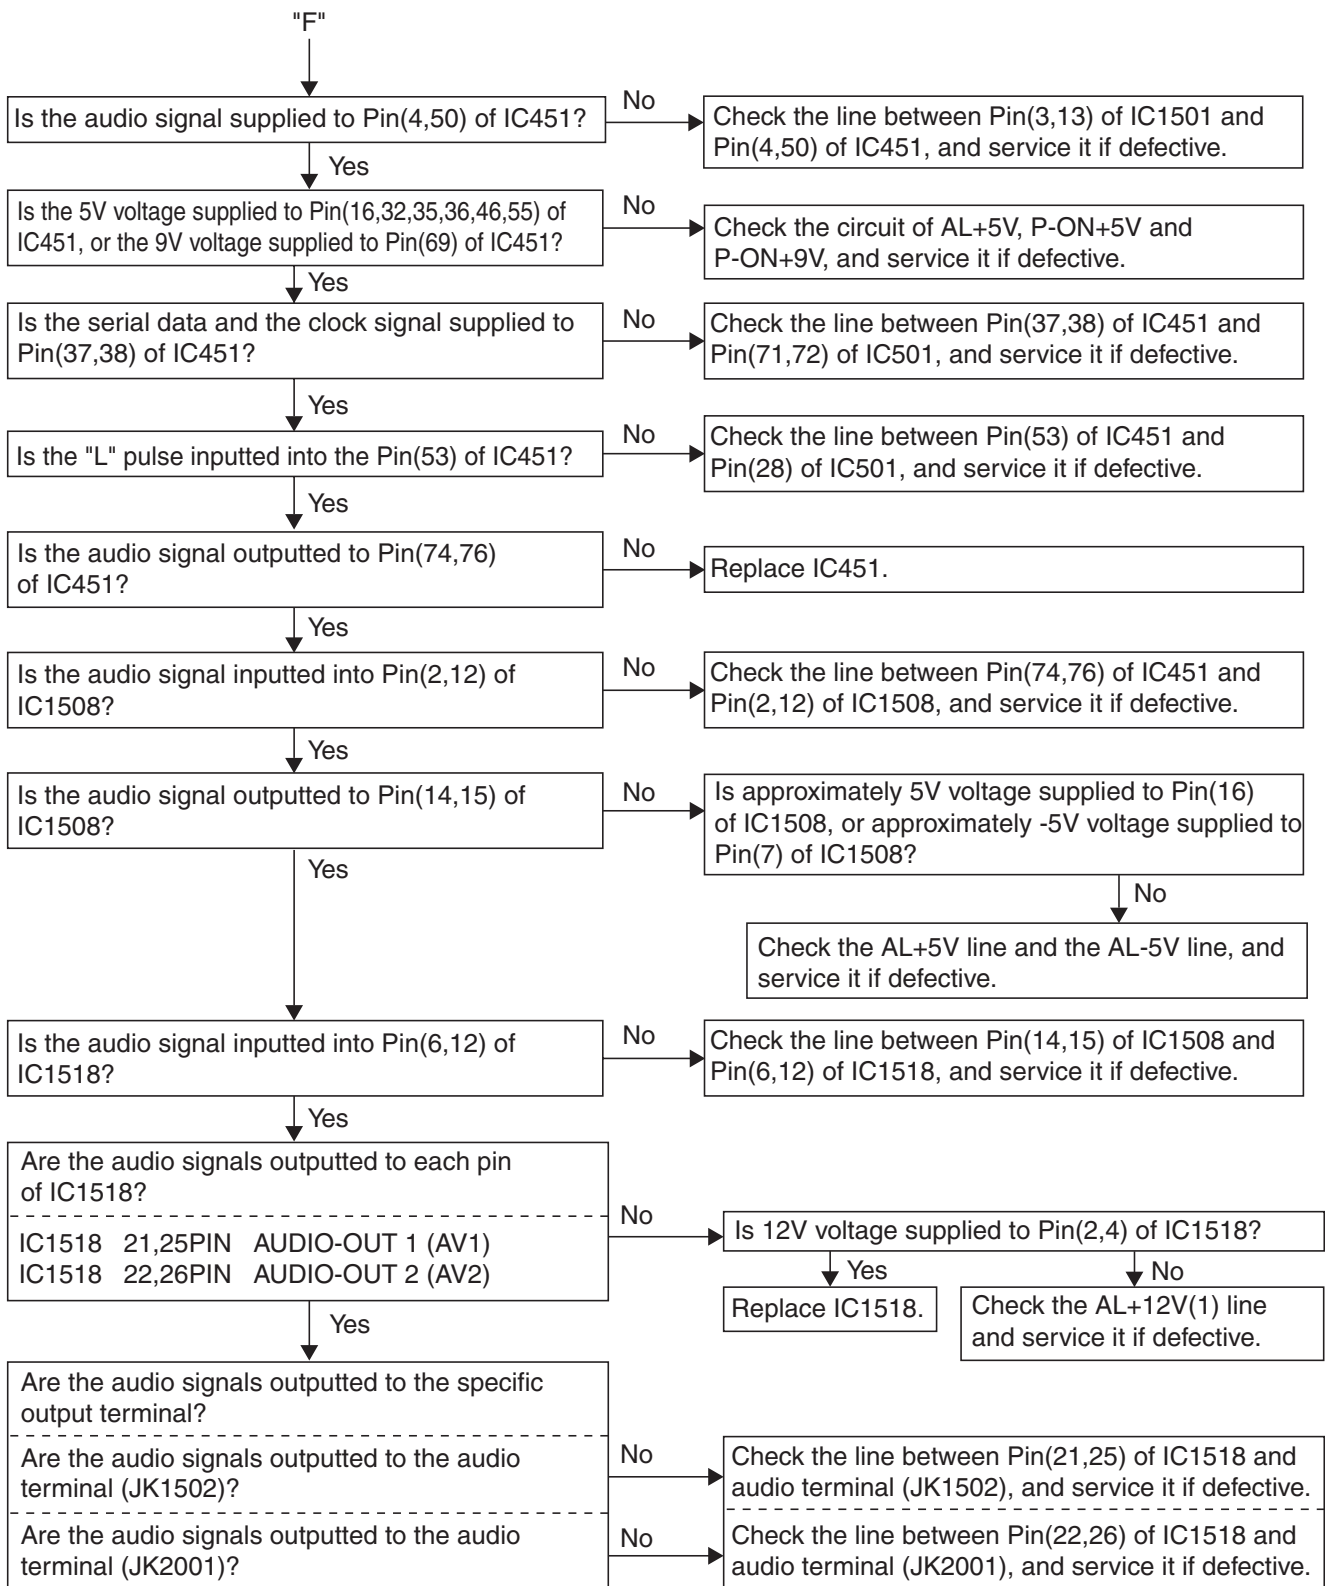 "F"
Is the audio signal supplied to Pin(4,50) of IC451?
No
Check the line between Pin(3,13) of IC1501 and
Pin(4,50) of IC451, and service it if defective.
Yes
Is the 5V voltage supplied to Pin(16,32,35,36,46,55) of
IC451, or the 9V voltage supplied to Pin(69) of IC451?
No
Check the circuit of AL+5V, P-ON+5V and
P-ON+9V, and service it if defective.
Yes
Is the serial data and the clock signal supplied to
Pin(37,38) of IC451?
No
Check the line between Pin(37,38) of IC451 and
Pin(71,72) of IC501, and service it if defective.
Yes
Is the "L" pulse inputted into the Pin(53) of IC451?
No
Check the line between Pin(53) of IC451 and
Pin(28) of IC501, and service it if defective.
Yes
Is the audio signal outputted to Pin(74,76)
of IC451?
No
Replace IC451.
Yes
Is the audio signal inputted into Pin(2,12) of
IC1508?
No
Check the line between Pin(74,76) of IC451 and
Pin(2,12) of IC1508, and service it if defective.
Yes
Is the audio signal outputted to Pin(14,15) of
IC1508?
No
Is approximately 5V voltage supplied to Pin(16)
of IC1508, or approximately -5V voltage supplied to
Pin(7) of IC1508?
Yes
No
Check the AL+5V line and the AL-5V line, and
service it if defective.
Is the audio signal inputted into Pin(6,12) of
IC1518?
No
Check the line between Pin(14,15) of IC1508 and
Pin(6,12) of IC1518, and service it if defective.
Yes
Are the audio signals outputted to each pin
of IC1518?
IC1518 21,25PIN AUDIO-OUT 1 (AV1)
IC1518 22,26PIN AUDIO-OUT 2 (AV2)
No
Is 12V voltage supplied to Pin(2,4) of IC1518?
Yes
No
Replace IC1518.
Check the AL+12V(1) line
and service it if defective.
Yes
Are the audio signals outputted to the specific
output terminal?
Are the audio signals outputted to the audio
terminal (JK1502)?
No
Check the line between Pin(21,25) of IC1518 and
audio terminal (JK1502), and service it if defective.
Are the audio signals outputted to the audio
terminal (JK2001)?
No
Check the line between Pin(22,26) of IC1518 and
audio terminal (JK2001), and service it if defective.